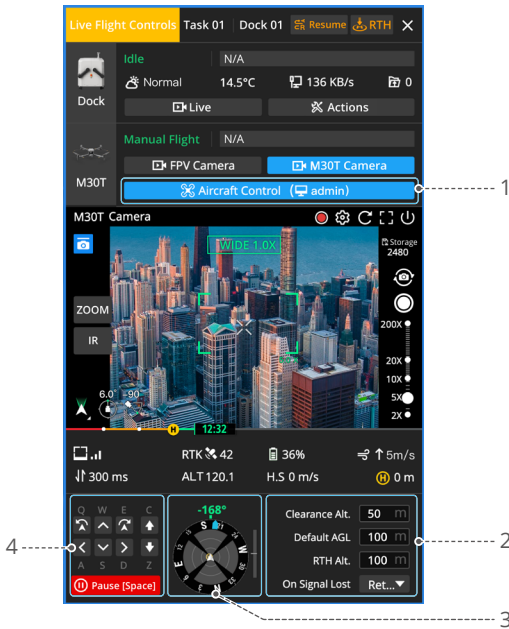 Live Flight Controls Task 01 Dock 01 Resume RTH
Idle N/A
Normal 14.5°C 136 KB/s 0
Dock
Live Actions
Manual Flight N/A
FPV Camera M30T Camera
M30T
Aircraft Control ( admin)
1
M30T Camera
WIDE 1.0X
Storage
2480
ZOOM
200X
IR
20X
10X
5X
2X
6.0 -90°
H 12:32
RTK 42 36% 5m/s
300 ms ALT 120.1 H.S 0 m/s H 0 m
Q W E C
A S D Z
Pause [Space]
4
-168°
S W N E
3
Clearance Alt. 50 m
Default AGL 100 m
RTH Alt. 100 m
On Signal Lost Ret...
2